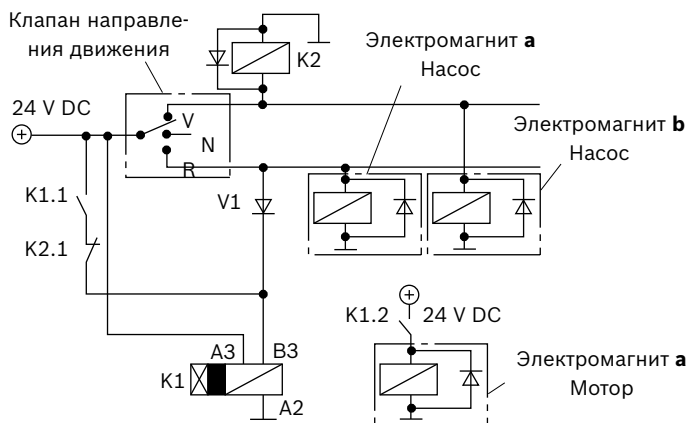 Клапан направле-
ния движения
K2
Электромагнит a
Насос
24 V DC
V
N
R
Электромагнит b
Насос
K1.1
V1
K2.1
K1.2
24 V DC
A3
B3
K1
A2
Электромагнит a
Мотор